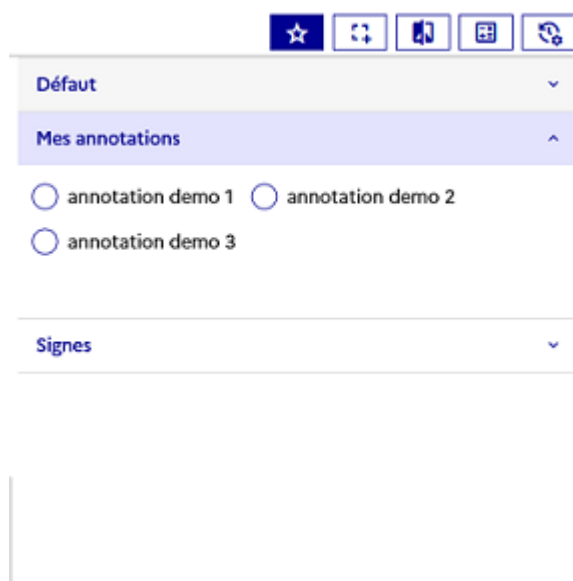 Défaut
Mes annotations
annotation demo 1 annotation demo 2
annotation demo 3
Signes